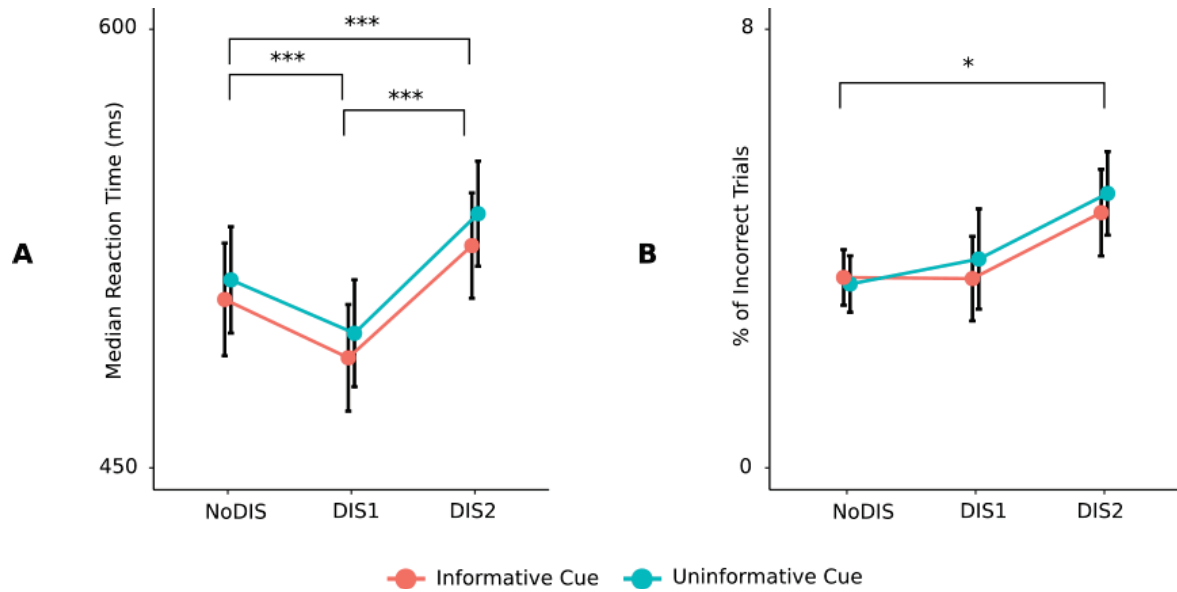 A
Median Reaction Time (ms)
600
450
***
***
***
NoDIS DIS1 DIS2
B
% of Incorrect Trials
8
0
*
NoDIS DIS1 DIS2
Informative Cue Uninformative Cue